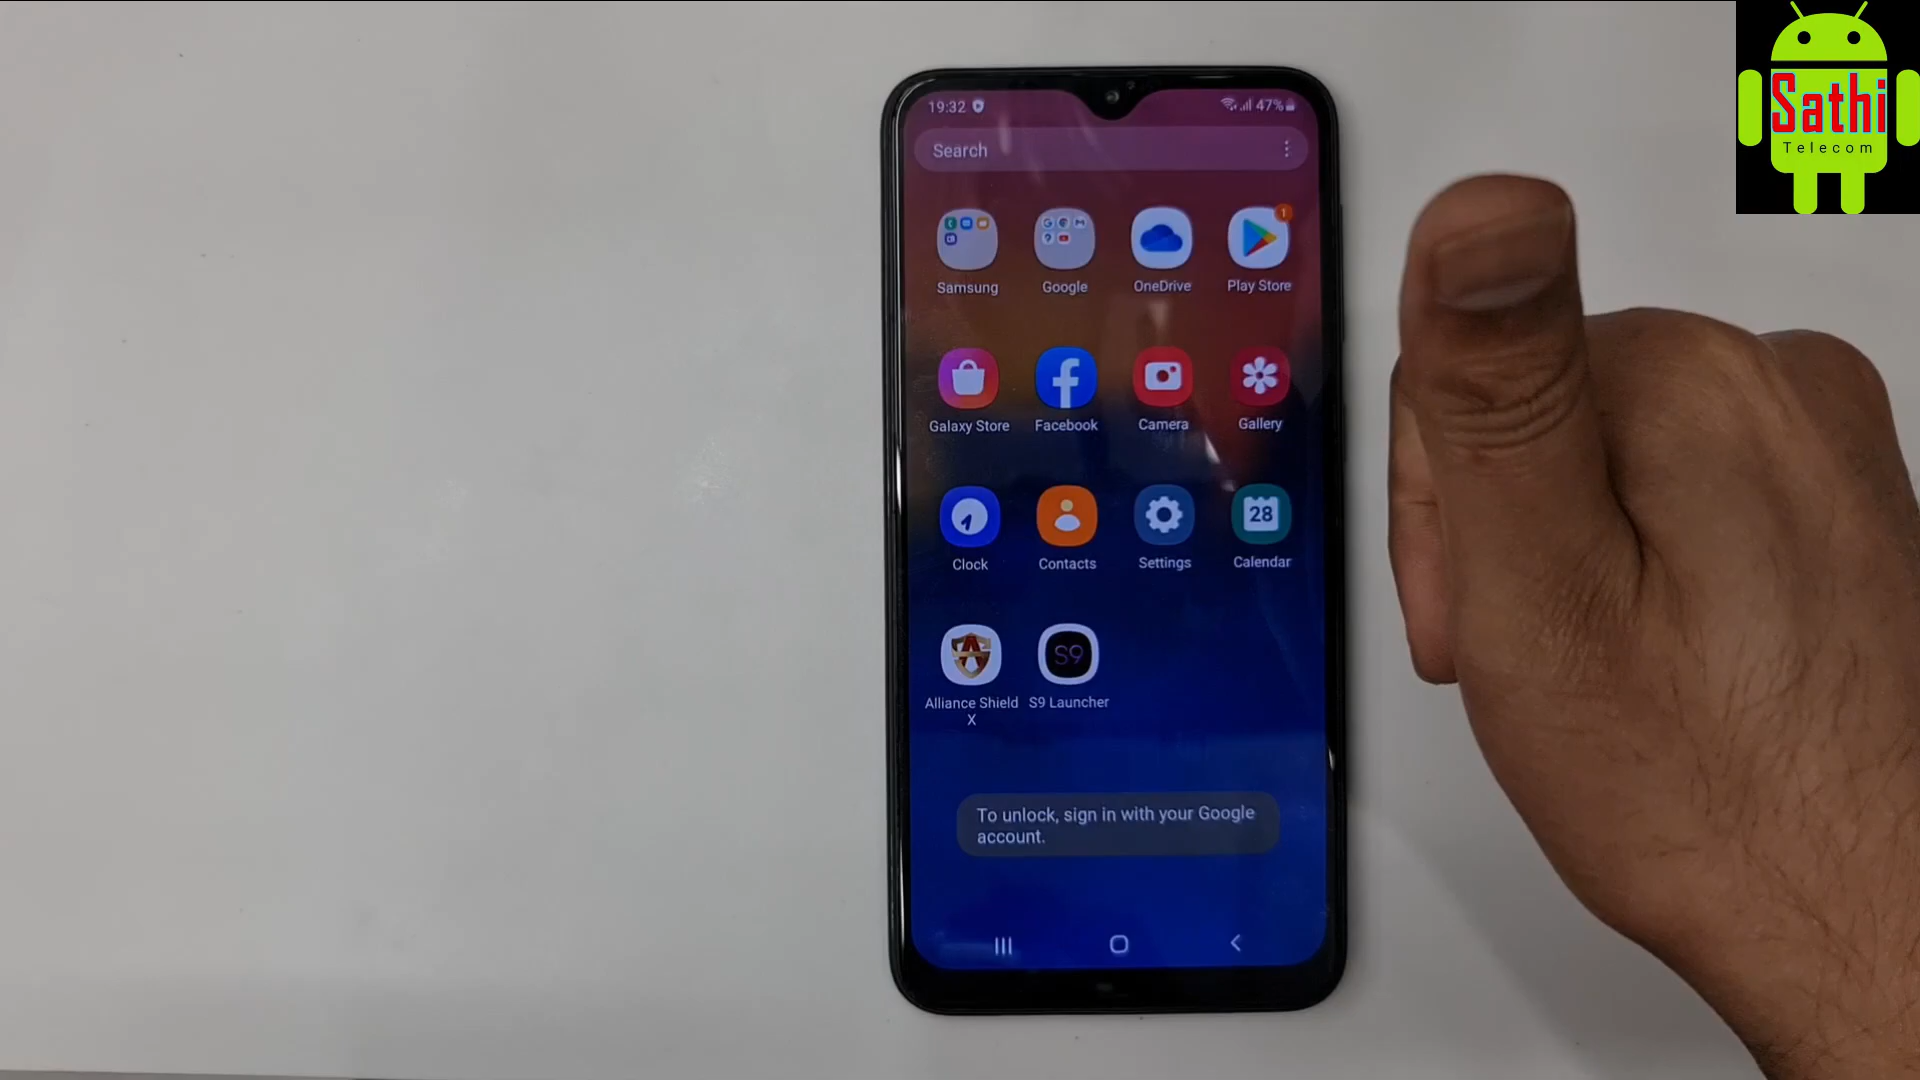 Sathi
Telecom
19:32
47%
Search
1
Samsung
Google
OneDrive
Play Store
Galaxy Store
Facebook
Camera
Gallery
28
Clock
Contacts
Settings
Calendar
S9
Alliance Shield
X
S9 Launcher
To unlock, sign in with your Google
account.